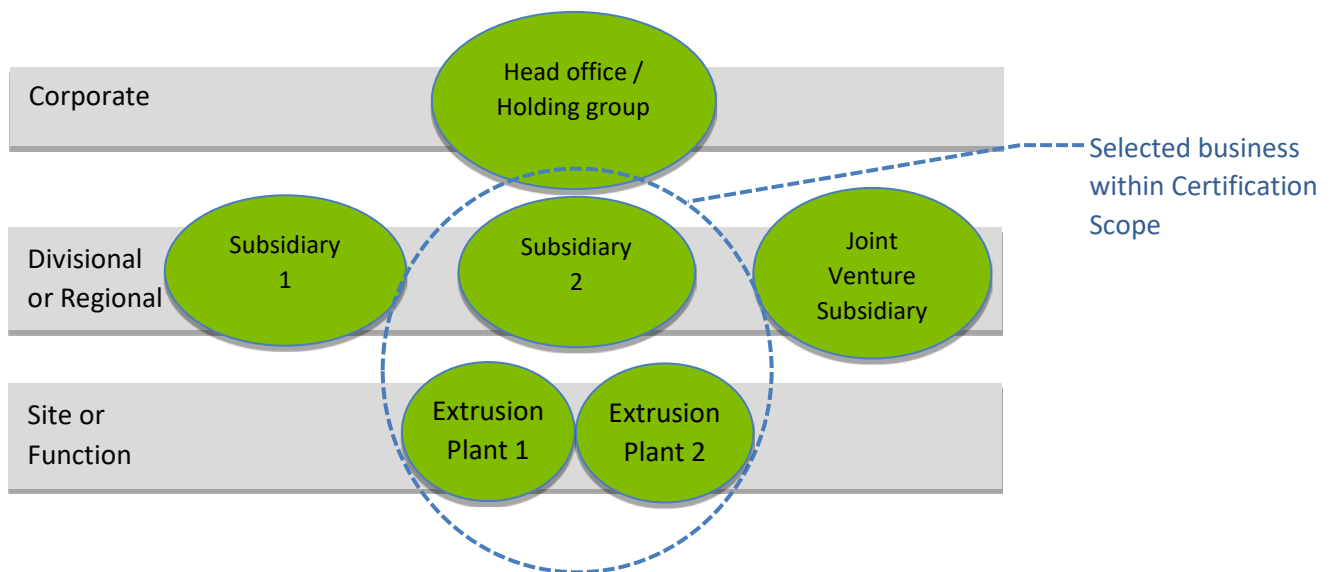 Corporate
Head office /
Holding group
Selected business
within Certification
Scope
Divisional
or Regional
Subsidiary
1
Subsidiary
2
Joint
Venture
Subsidiary
Site or
Function
Extrusion
Plant 1
Extrusion
Plant 2